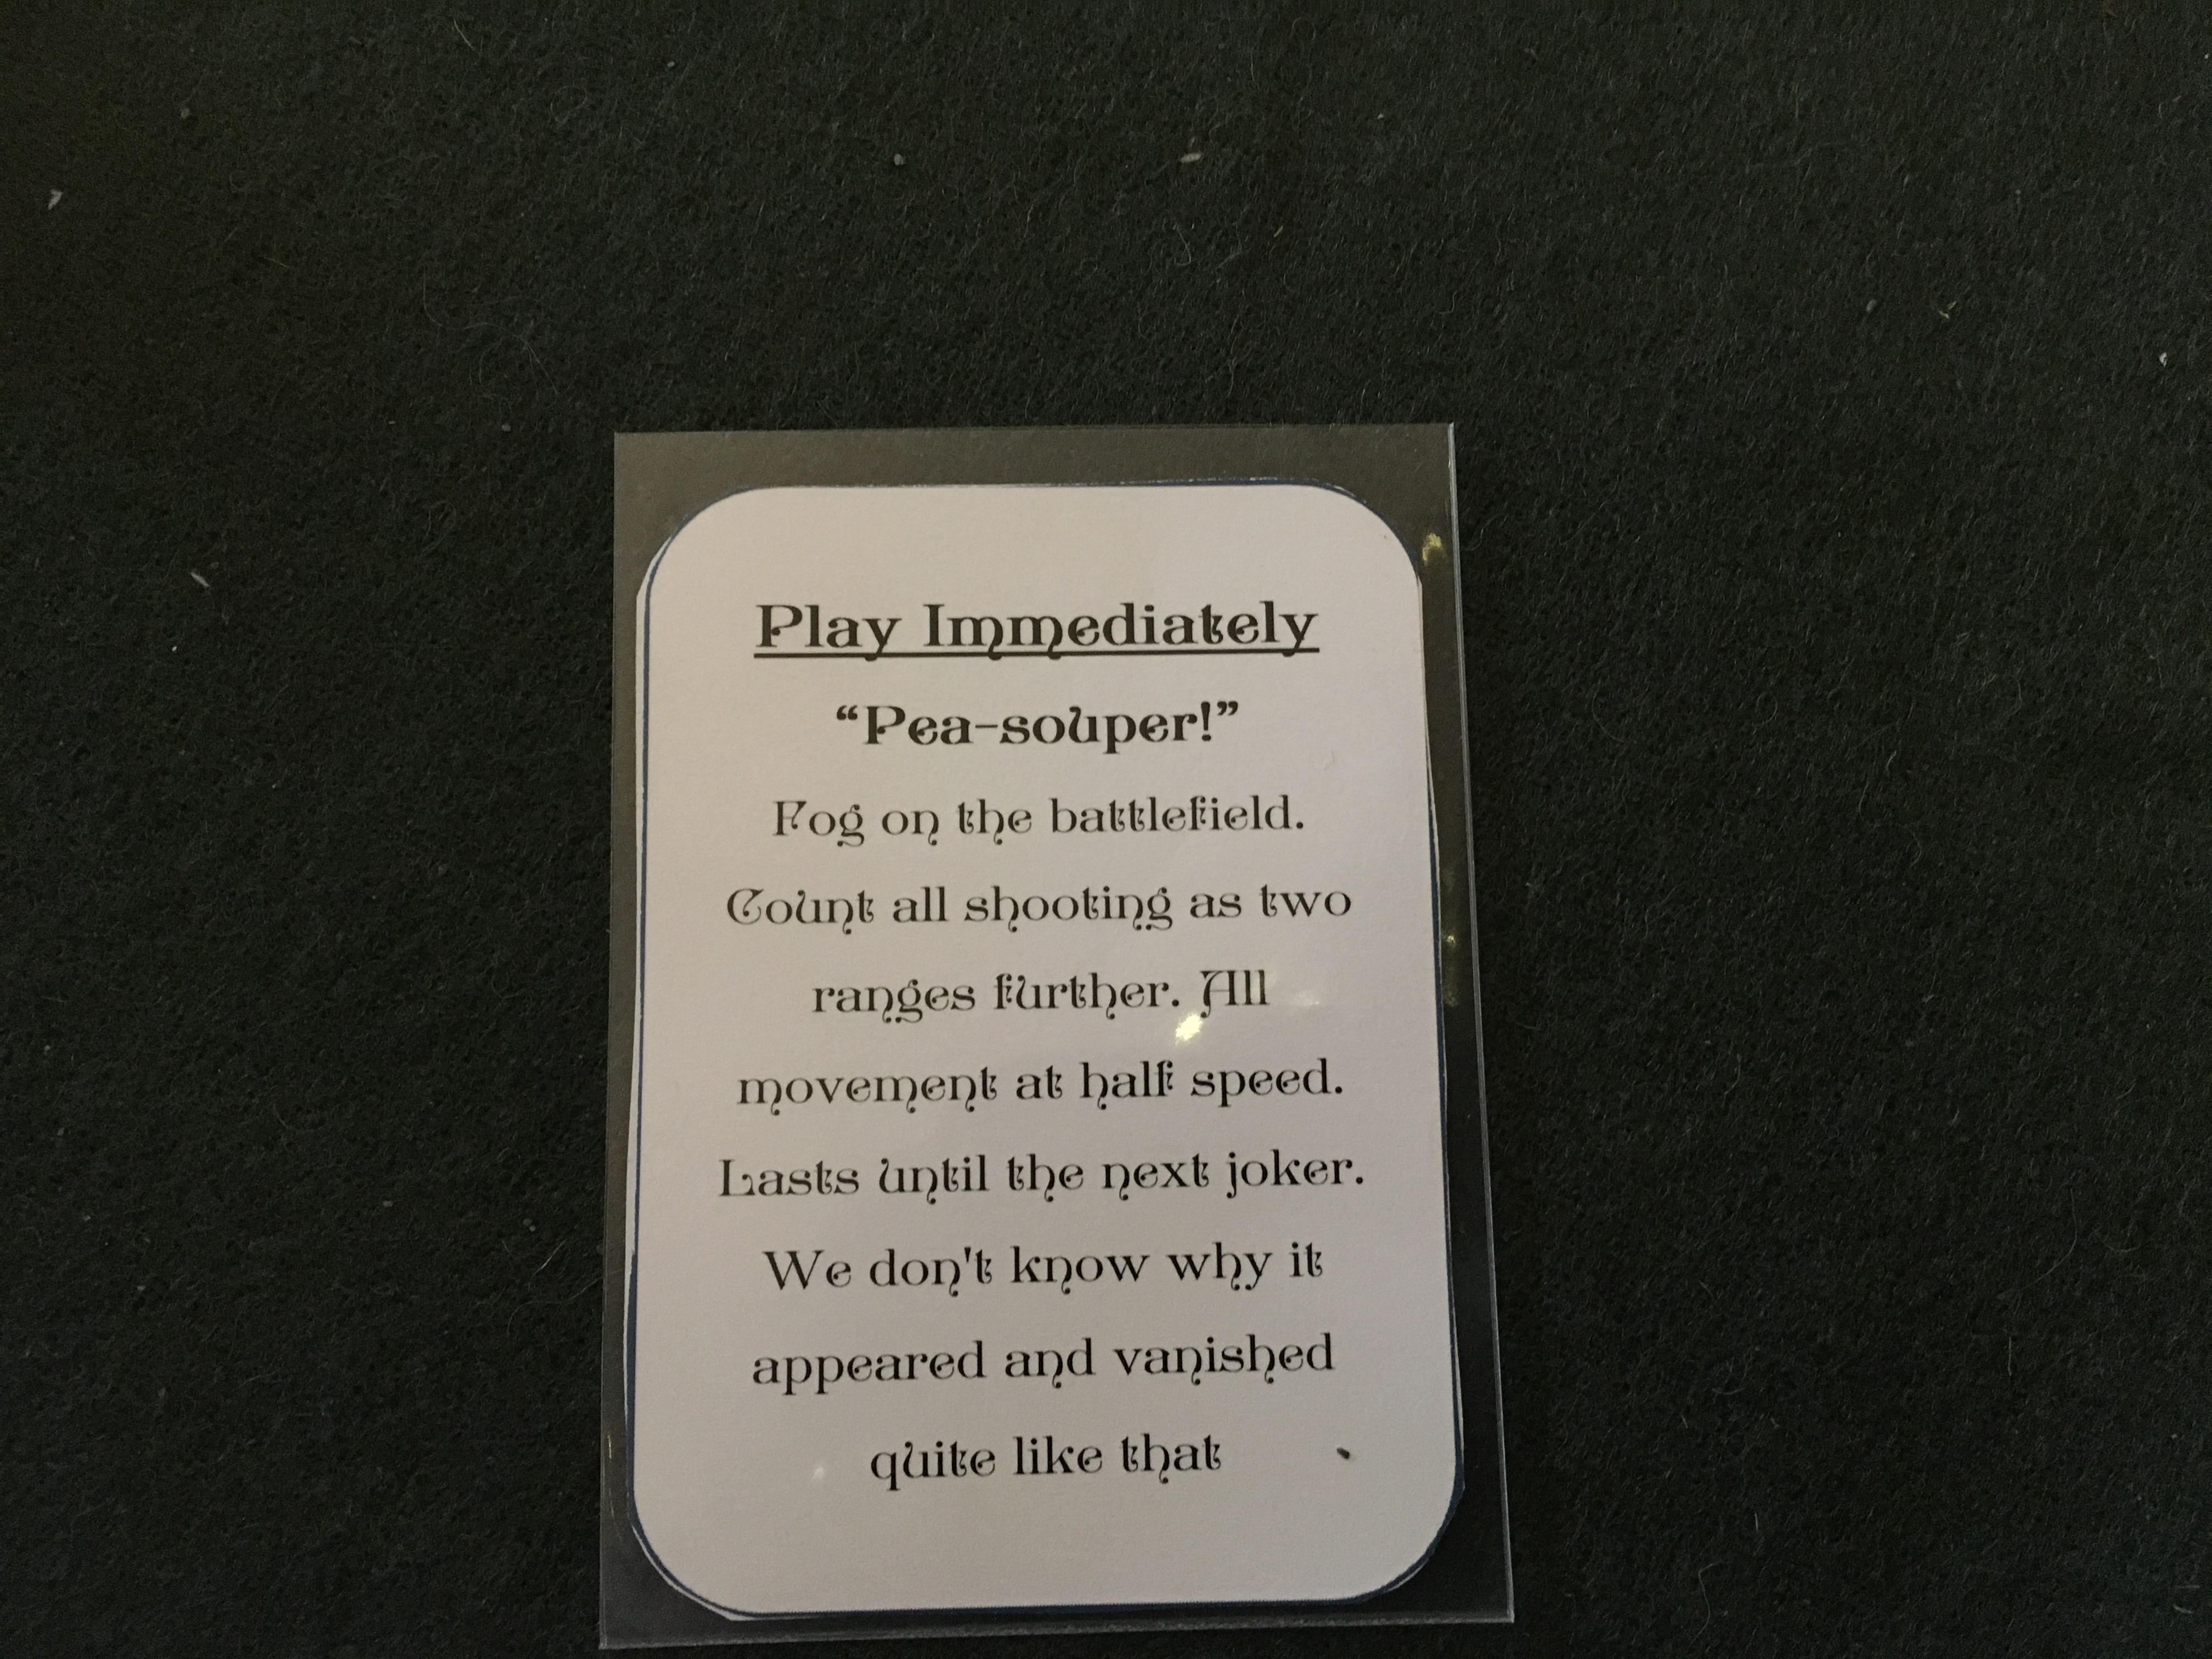 Play Immediately
“Pea-souper!”
Fog on the battlefield.
Count all shooting as two
ranges further. All
movement at half speed.
Lasts until the next joker.
We don't know why it
appeared and vanished
quite like that